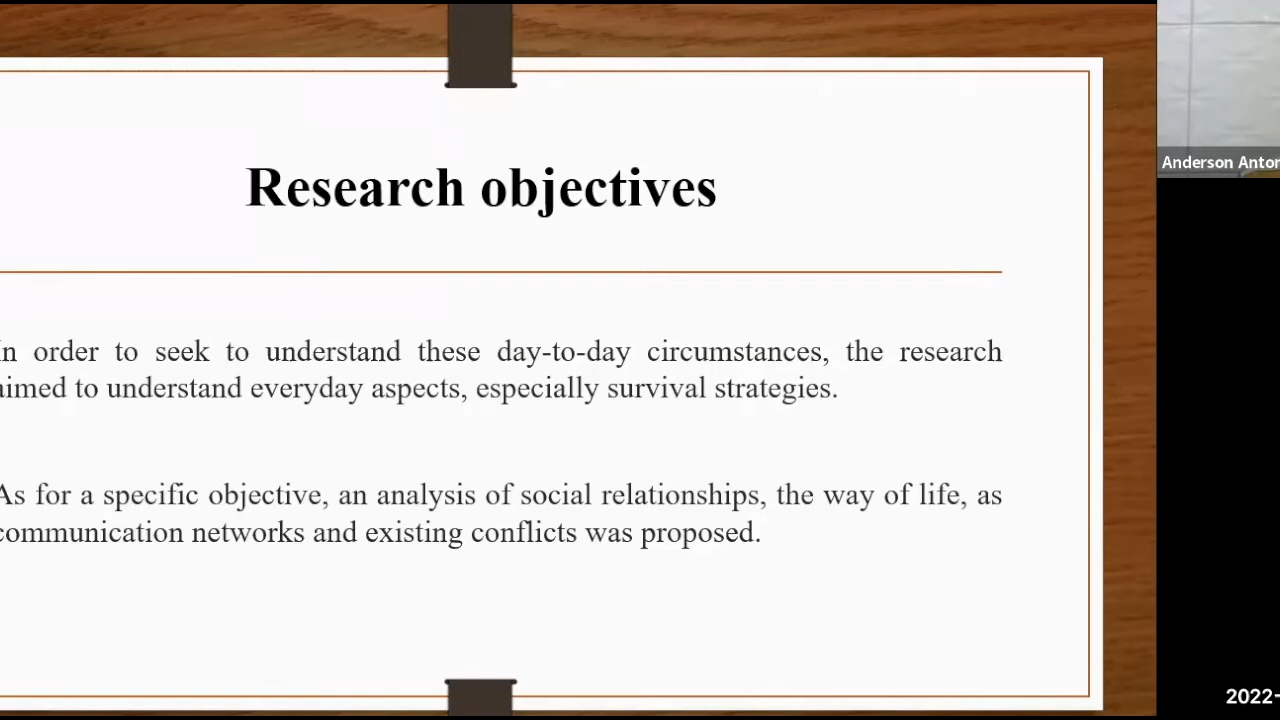 Research objectives
In order to seek to understand these day-to-day circumstances, the research
aimed to understand everyday aspects, especially survival strategies.
As for a specific objective, an analysis of social relationships, the way of life, as
communication networks and existing conflicts was proposed.
Anderson Anton
2022-